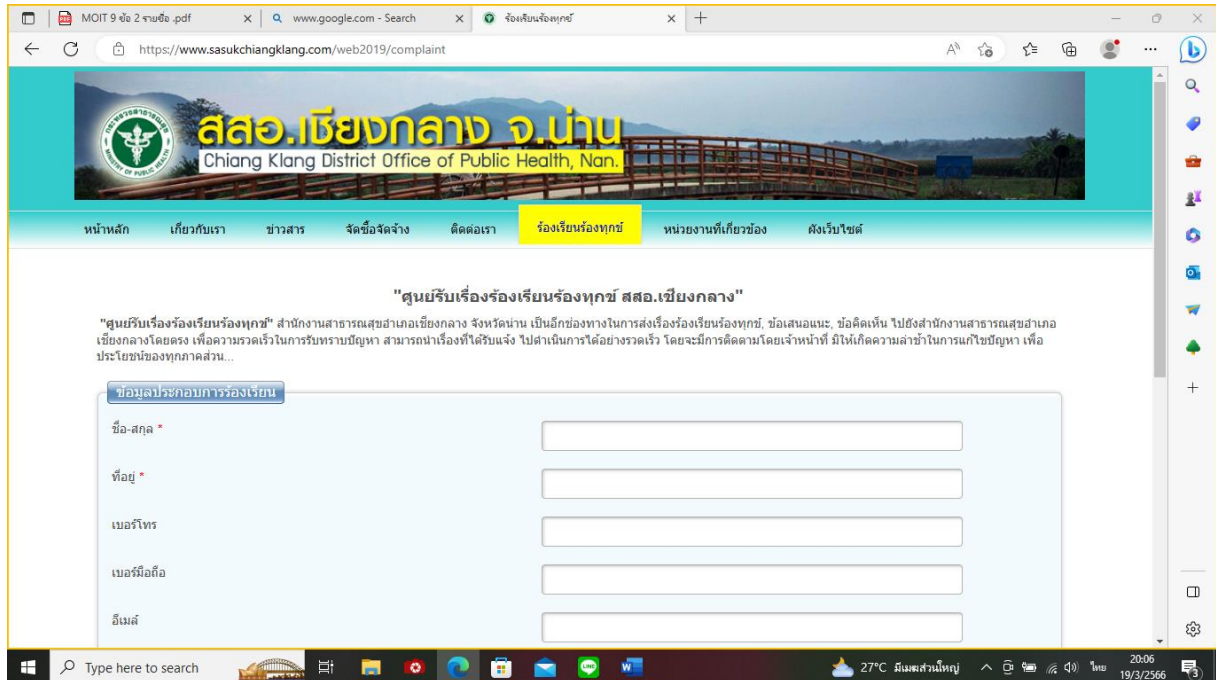 MOIT 9 ข้อ 2 รายชื่อ .pdf
www.google.com - Search
ร้องเรียนร้องทุกข์
https://www.sasukchiangklang.com/web2019/complaint
สสอ.เชียงกลาง จ.น่าน
Chiang Klang District Office of Public Health, Nan.
หน้าหลัก เกี่ยวกับเรา ข่าวสาร จัดซื้อจัดจ้าง ติดต่อเรา ร้องเรียนร้องทุกข์ หน่วยงานที่เกี่ยวข้อง ผังเว็บไซต์
"ศูนย์รับเรื่องร้องเรียนร้องทุกข์ สสอ.เชียงกลาง"
"ศูนย์รับเรื่องร้องเรียนร้องทุกข์" สำนักงานสาธารณสุขอำเภอเชียงกลาง จังหวัดน่าน เป็นอีกช่องทางในการส่งเรื่องร้องเรียนร้องทุกข์, ข้อเสนอแนะ, ข้อคิดเห็น ไปยังสำนักงานสาธารณสุขอำเภอ
เชียงกลางโดยตรง เพื่อความรวดเร็วในการรับทราบปัญหา สามารถนำเรื่องที่ได้รับแจ้ง ไปดำเนินการได้อย่างรวดเร็ว โดยจะมีการติดตามโดยเจ้าหน้าที่ มิให้เกิดความล่าช้าในการแก้ไขปัญหา เพื่อ
ประโยชน์ของทุกภาคส่วน...
ข้อมูลประกอบการร้องเรียน
ชื่อ-สกุล *
ที่อยู่ *
เบอร์โทร
เบอร์มือถือ
อีเมล์
Type here to search
27°C มีเมฆส่วนใหญ่
ไทย
20:06
19/3/2566